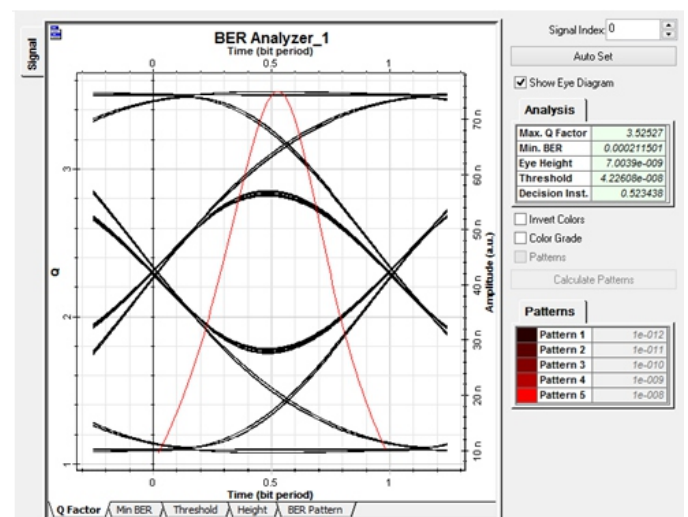 Signal
BER Analyzer_1
Time (bit period)
0 0.5 1
Q
3
2
1
Amplitude (a.u.)
70 n
60 n
50 n
40 n
30 n
20 n
10 n
0 0.5 1
Time (bit period)
Q Factor Min BER Threshold Height BER Pattern
Signal Index: 0
Auto Set
Show Eye Diagram
Analysis
Max. Q Factor 3.52527
Min. BER 0.000211501
Eye Height 7.0039e-009
Threshold 4.22608e-008
Decision Inst. 0.523438
Invert Colors
Color Grade
Patterns
Calculate Patterns
Patterns
Pattern 1 1e-012
Pattern 2 1e-011
Pattern 3 1e-010
Pattern 4 1e-009
Pattern 5 1e-008